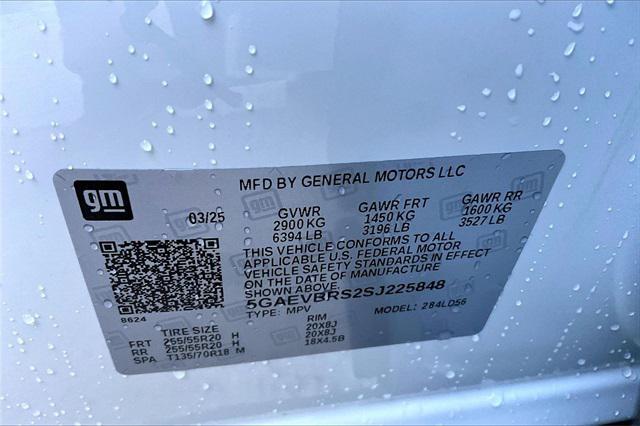 gm
MFD BY GENERAL MOTORS LLC
03/25 GVWR GAWR FRT GAWR RR
2900 KG 1450 KG 1600 KG
6394 LB 3196 LB 3527 LB
THIS VEHICLE CONFORMS TO ALL
APPLICABLE U.S. FEDERAL MOTOR
VEHICLE SAFETY STANDARDS IN EFFECT
ON THE DATE OF MANUFACTURE
SHOWN ABOVE.
5GAEVBRS2SJ225848
8624 TYPE: MPV MODEL: 284LD56
TIRE SIZE RIM
FRT 255/55R20 H 20X8J
RR 255/55R20 H 20X8J
SPA T135/70R18 M 18X4.5B